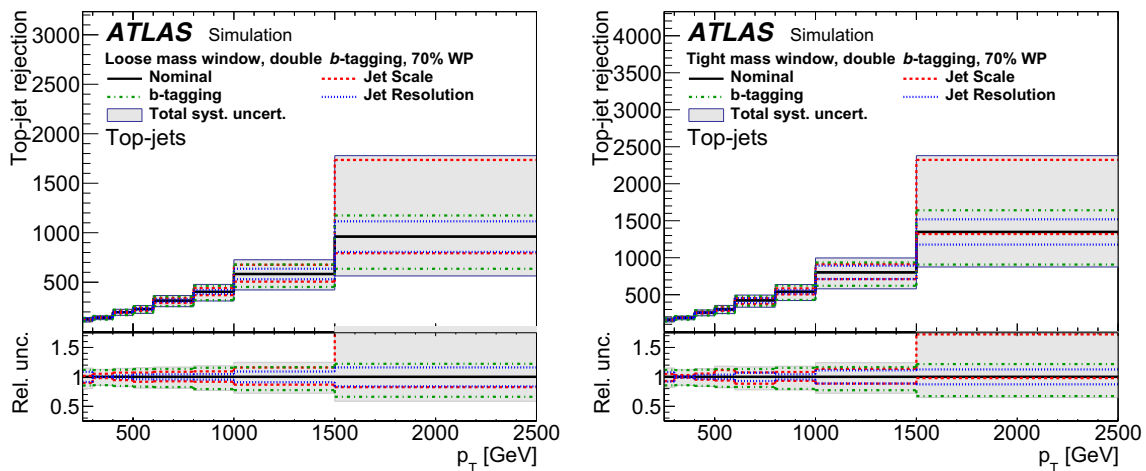 ATLAS Simulation
Loose mass window, double b-tagging, 70% WP
Nominal
Jet Scale
b-tagging
Jet Resolution
Total syst. uncert.
Top-jets
Top-jet rejection
3000
2500
2000
1500
1000
500
Rel. unc.
1.5
1
0.5
500 1000 1500 2000 2500
p_T [GeV]
ATLAS Simulation
Tight mass window, double b-tagging, 70% WP
Nominal
Jet Scale
b-tagging
Jet Resolution
Total syst. uncert.
Top-jets
Top-jet rejection
4000
3500
3000
2500
2000
1500
1000
500
Rel. unc.
1.5
1
0.5
500 1000 1500 2000 2500
p_T [GeV]